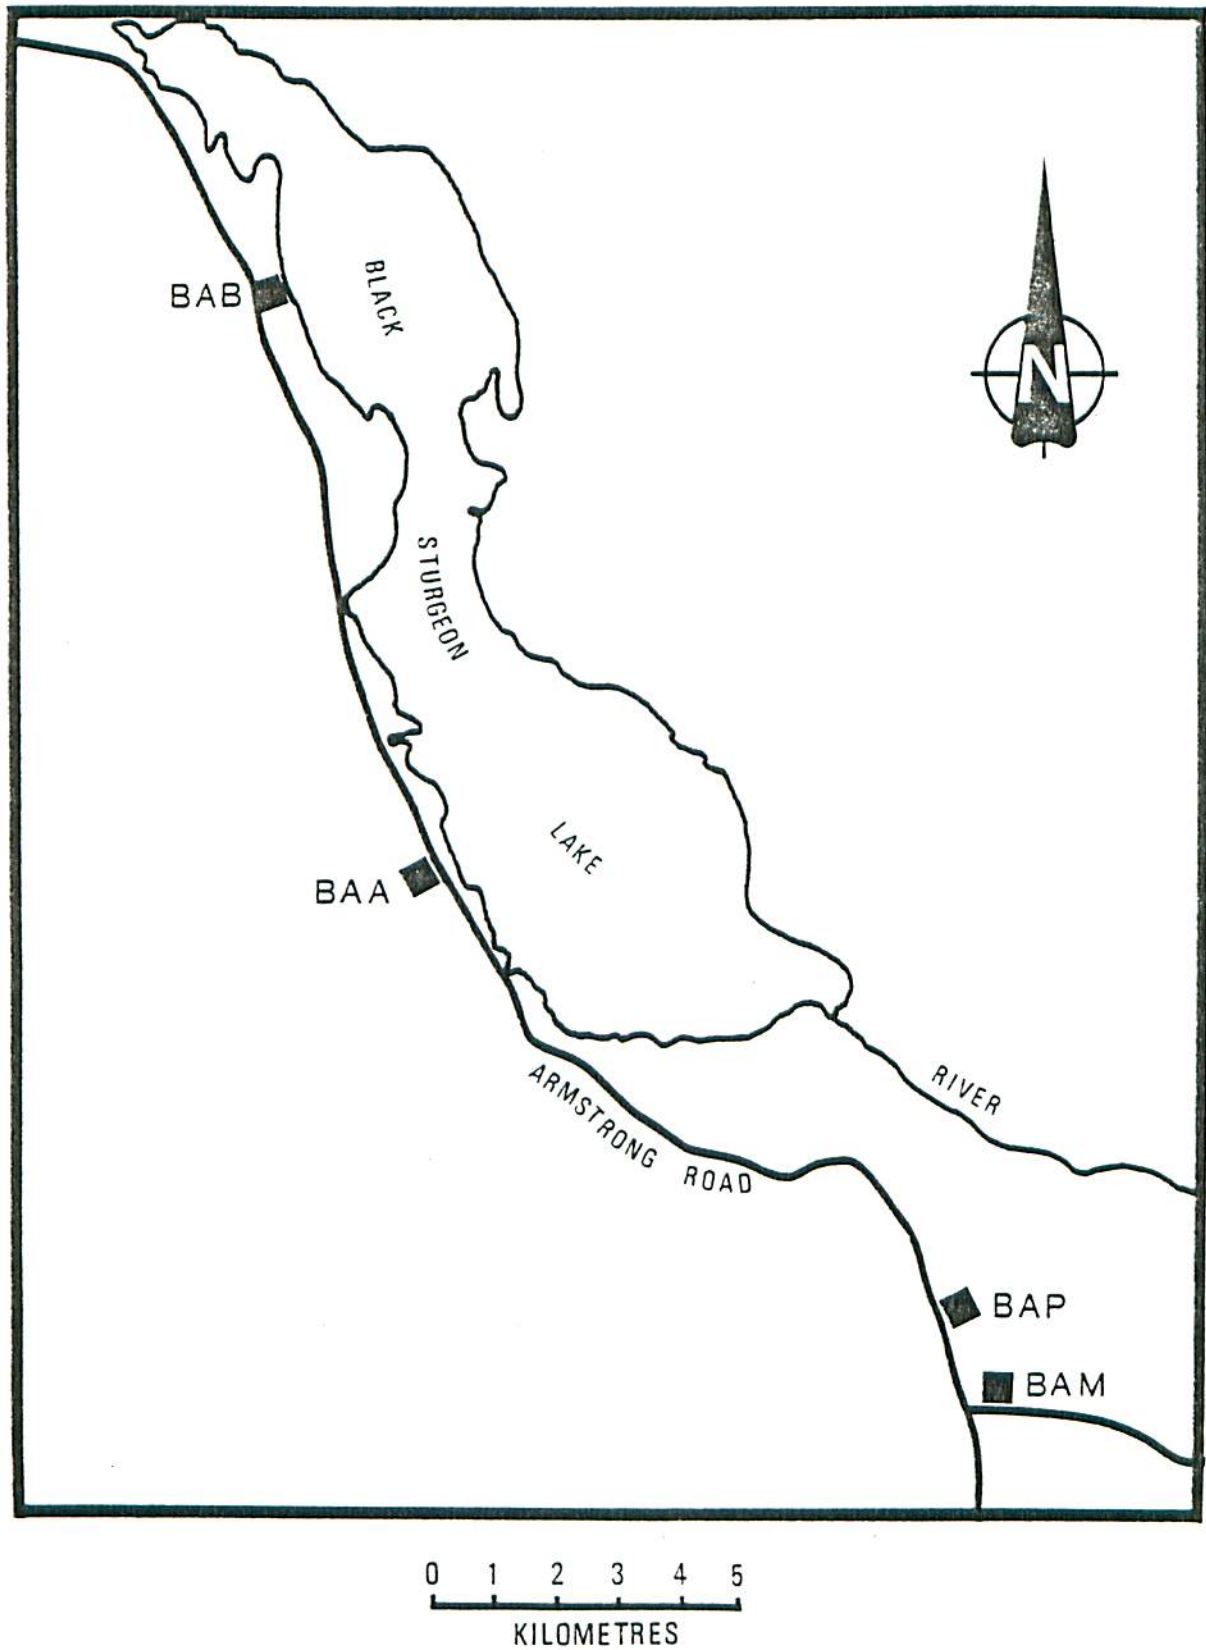 BLACK
N
BAB
STURGEON
LAKE
BAA
RIVER
ARMSTRONG ROAD
BAP
BAM
0 1 2 3 4 5
KILOMETRES